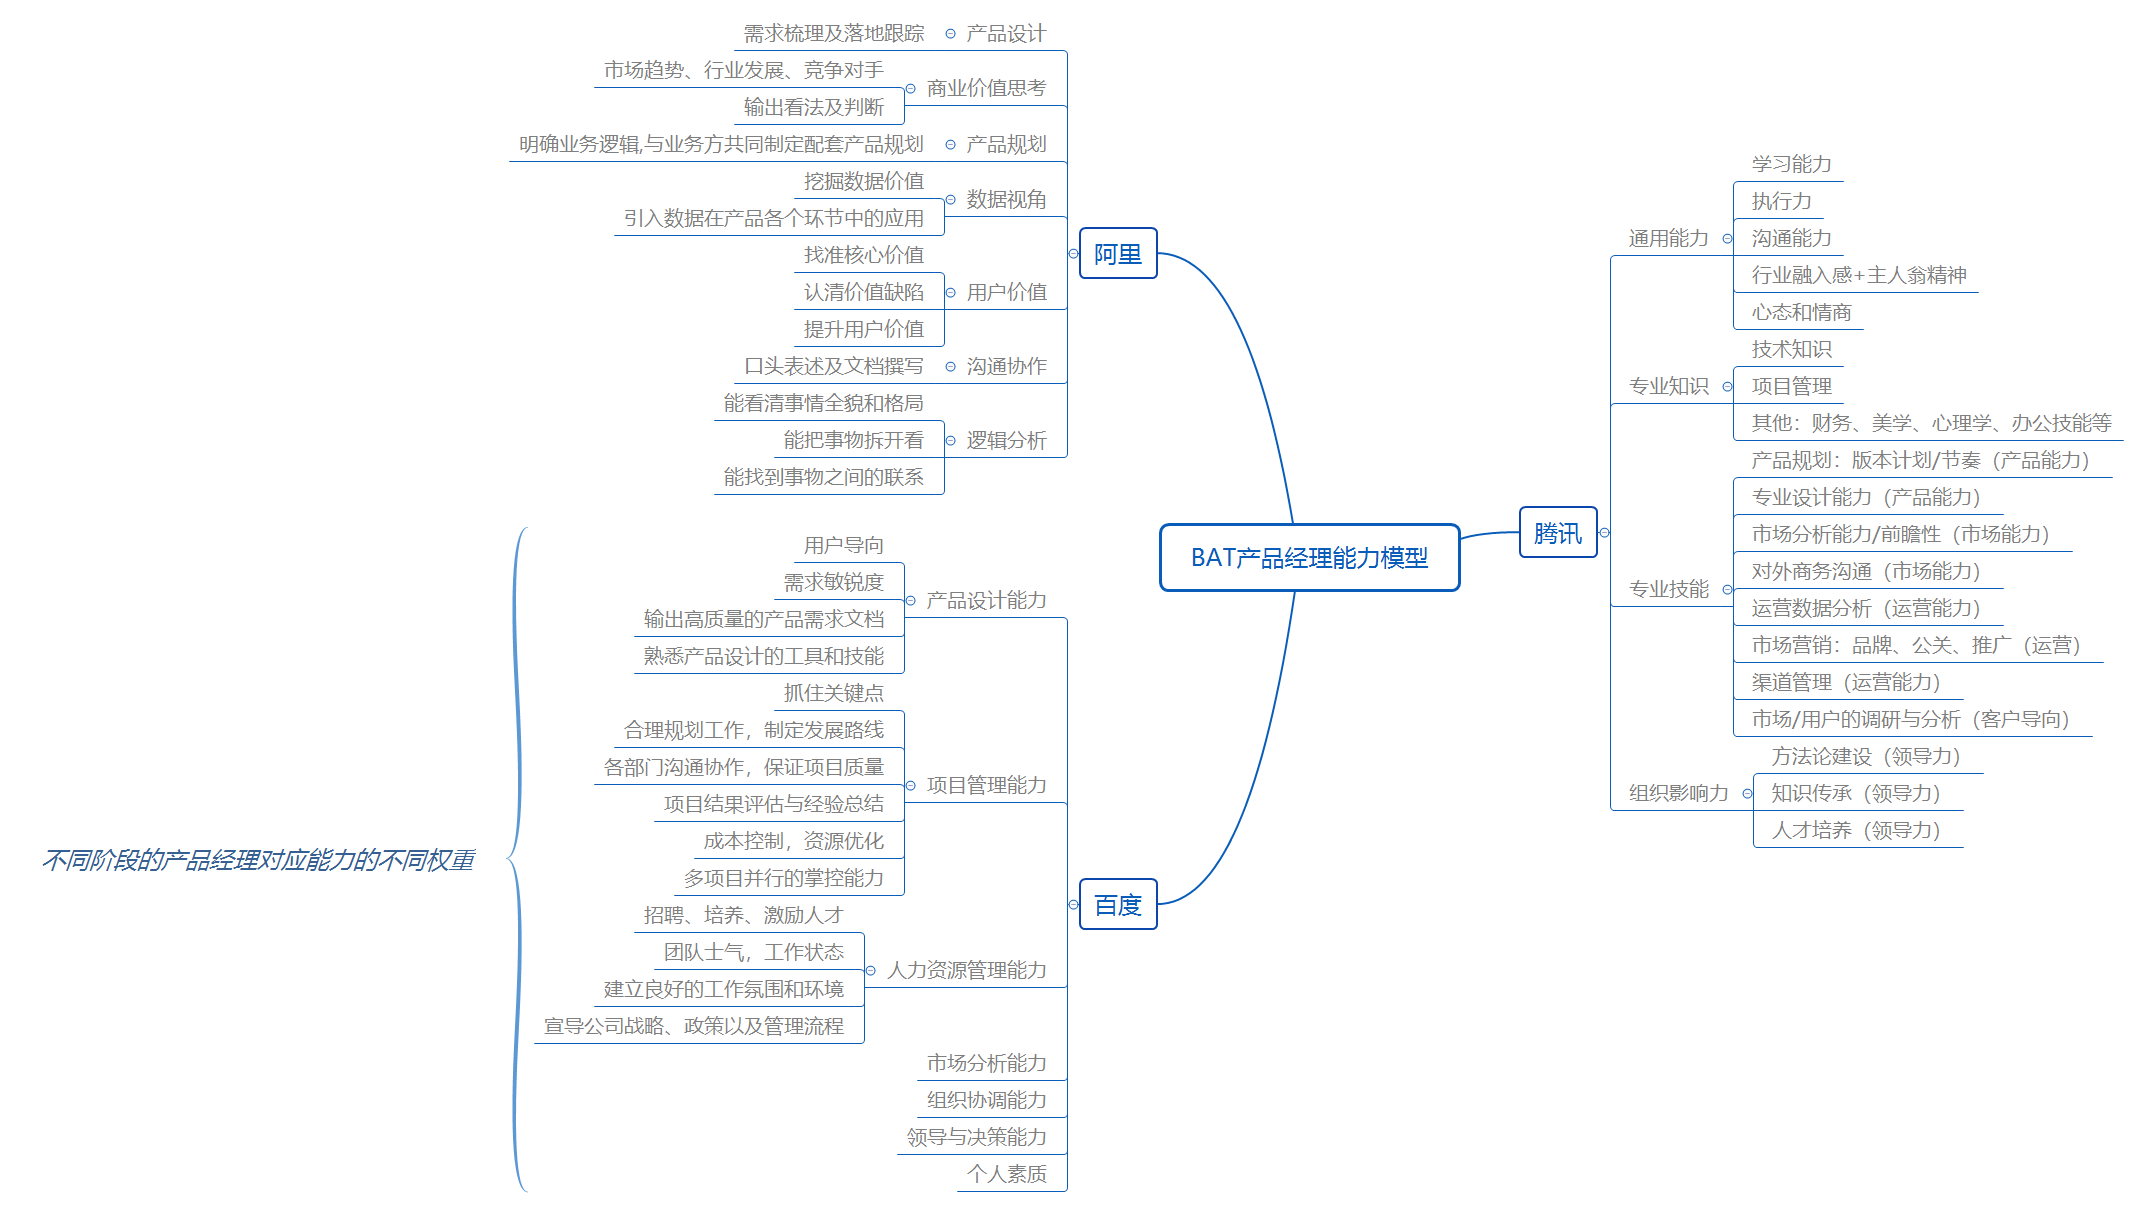 BAT产品经理能力模型
阿里
产品设计
需求梳理及落地跟踪
商业价值思考
市场趋势、行业发展、竞争对手
输出看法及判断
产品规划
明确业务逻辑,与业务方共同制定配套产品规划
数据视角
挖掘数据价值
引入数据在产品各个环节中的应用
用户价值
找准核心价值
认清价值缺陷
提升用户价值
沟通协作
口头表述及文档撰写
逻辑分析
能看清事情全貌和格局
能把事物拆开看
能找到事物之间的联系
百度
产品设计能力
用户导向
需求敏锐度
输出高质量的产品需求文档
熟悉产品设计的工具和技能
项目管理能力
抓住关键点
合理规划工作，制定发展路线
各部门沟通协作，保证项目质量
项目结果评估与经验总结
成本控制，资源优化
多项目并行的掌控能力
人力资源管理能力
招聘、培养、激励人才
团队士气，工作状态
建立良好的工作氛围和环境
宣导公司战略、政策以及管理流程
市场分析能力
组织协调能力
领导与决策能力
个人素质
不同阶段的产品经理对应能力的不同权重
腾讯
通用能力
学习能力
执行力
沟通能力
行业融入感+主人翁精神
心态和情商
专业知识
技术知识
项目管理
其他：财务、美学、心理学、办公技能等
专业技能
产品规划：版本计划/节奏（产品能力）
专业设计能力（产品能力）
市场分析能力/前瞻性（市场能力）
对外商务沟通（市场能力）
运营数据分析（运营能力）
市场营销：品牌、公关、推广（运营）
渠道管理（运营能力）
市场/用户的调研与分析（客户导向）
组织影响力
方法论建设（领导力）
知识传承（领导力）
人才培养（领导力）